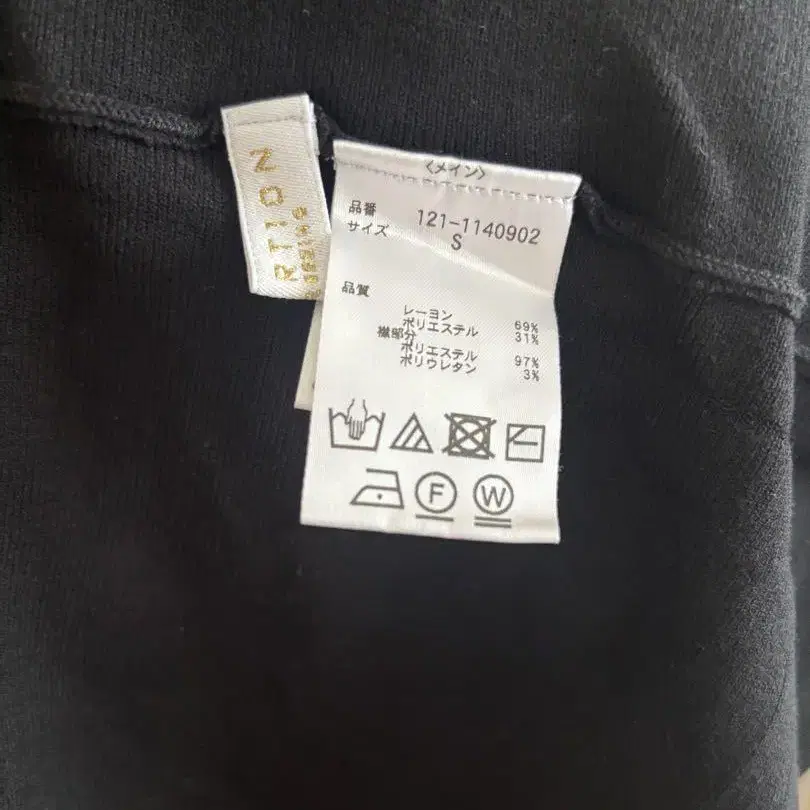 RTION
〈メイン〉
品番 121-1140902
サイズ S
品質
レーヨン 69%
ポリエステル 31%
襟部分
ポリエステル 97%
ポリウレタン 3%
F W